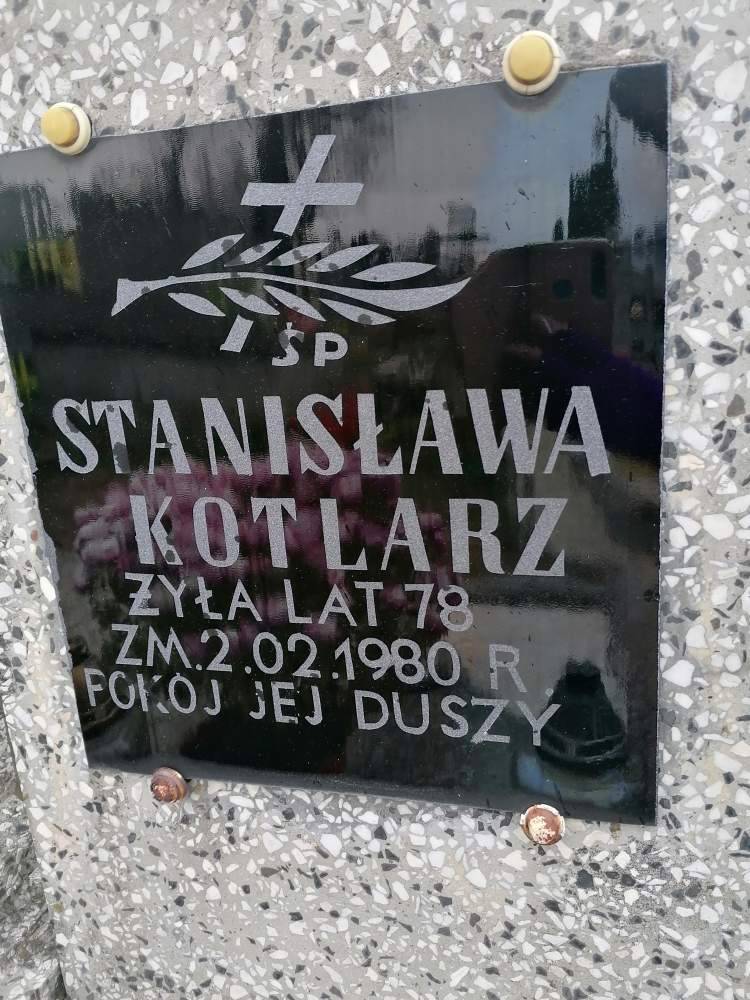 ŚP
STANISŁAWA
KOTLARZ
ŻYŁA LAT 78
ZM. 2.02.1980 R.
POKÓJ JEJ DUSZY